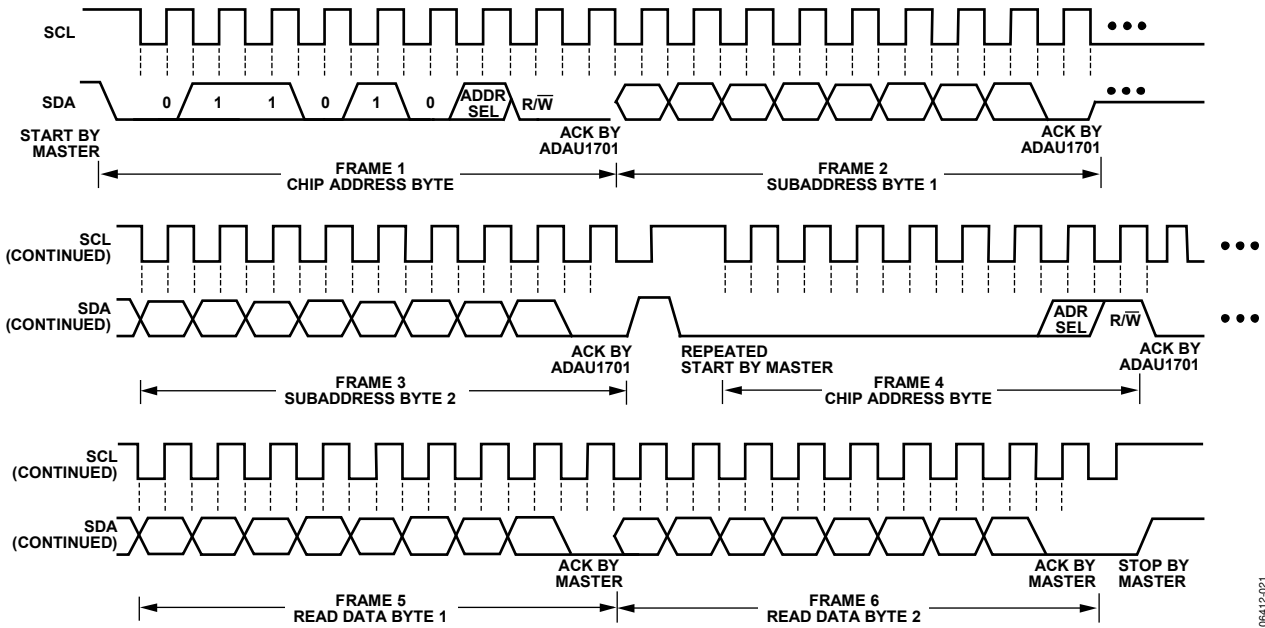 SCL
SDA
0 1 1 0 1 0 ADDR SEL R/W̅
START BY MASTER
ACK BY ADAU1701
ACK BY ADAU1701
FRAME 1
CHIP ADDRESS BYTE
FRAME 2
SUBADDRESS BYTE 1
SCL
(CONTINUED)
SDA
(CONTINUED)
ADR SEL R/W̅
ACK BY ADAU1701
REPEATED
START BY MASTER
ACK BY ADAU1701
FRAME 3
SUBADDRESS BYTE 2
FRAME 4
CHIP ADDRESS BYTE
SCL
(CONTINUED)
SDA
(CONTINUED)
ACK BY MASTER
ACK BY MASTER
STOP BY MASTER
FRAME 5
READ DATA BYTE 1
FRAME 6
READ DATA BYTE 2
06412-021